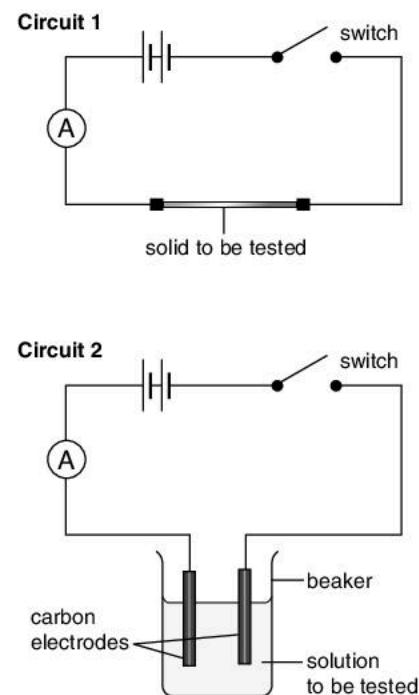 Circuit 1
switch
A
solid to be tested
Circuit 2
switch
A
beaker
carbon
electrodes
solution
to be tested